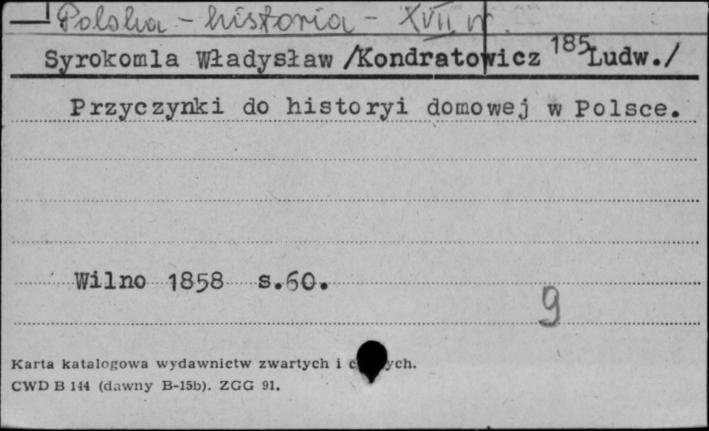 Polska - historia - XVII w.
Syrokomla Władysław /Kondratowicz 185 Ludw./
Przyczynki do historyi domowej w Polsce.
Wilno 1858 s.60.
9
Karta katalogowa wydawnictw zwartych i
CWD B 144 (dawny B-15b). ZGG 91.